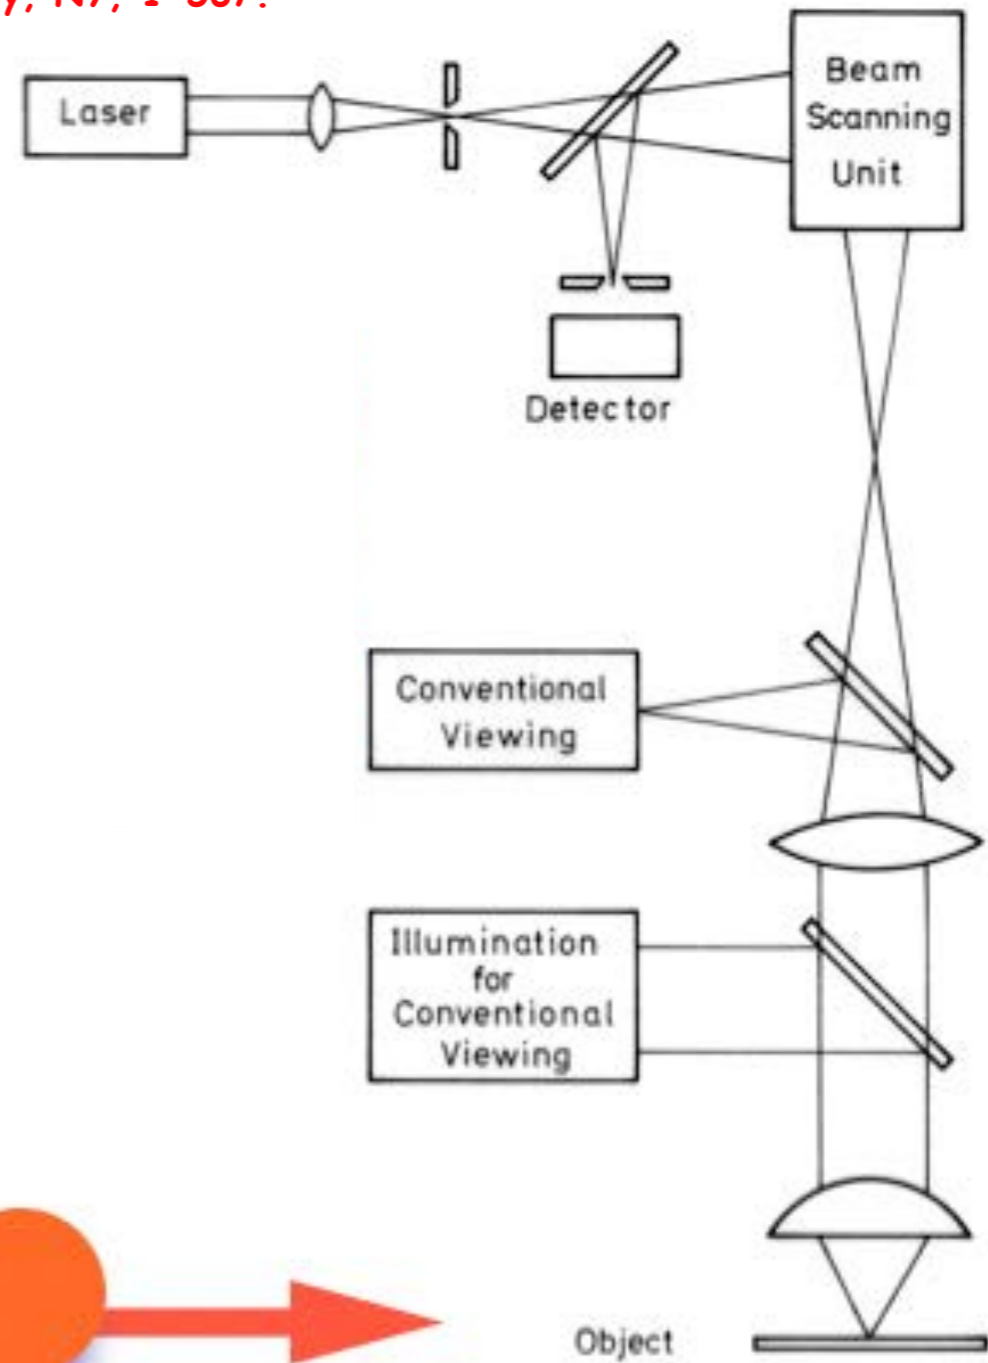 Laser
Beam
Scanning
Unit
Detector
Conventional
Viewing
Illumination
for
Conventional
Viewing
Object